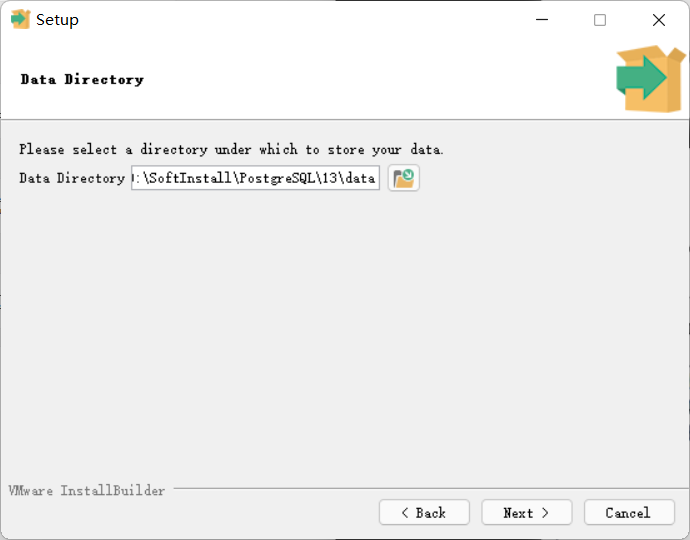 Setup
Data Directory
Please select a directory under which to store your data.
Data Directory :\SoftInstall\PostgreSQL\13\data
VMware InstallBuilder
< Back Next > Cancel